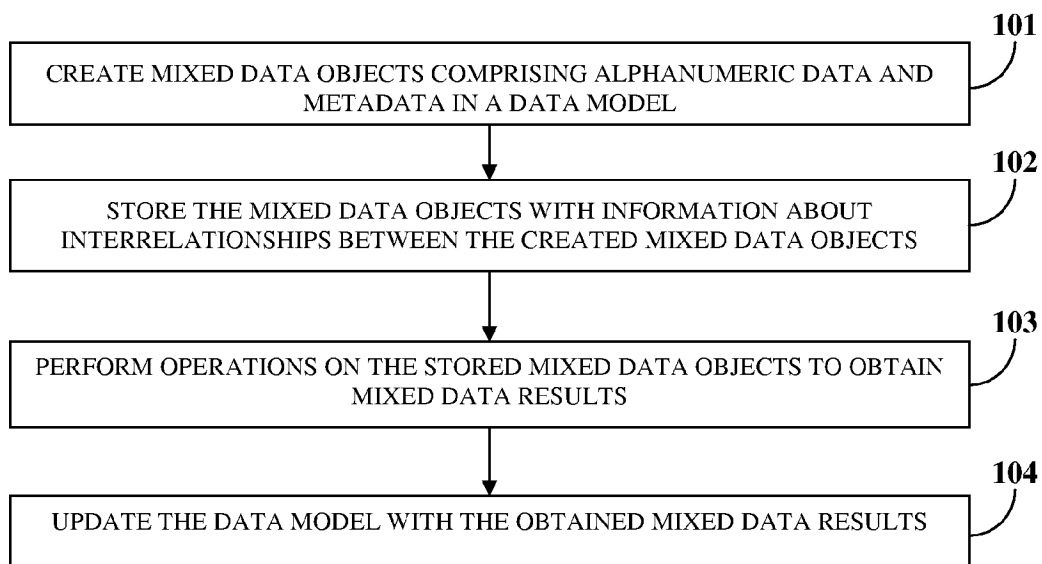 101
CREATE MIXED DATA OBJECTS COMPRISING ALPHANUMERIC DATA AND
METADATA IN A DATA MODEL
102
STORE THE MIXED DATA OBJECTS WITH INFORMATION ABOUT
INTERRELATIONSHIPS BETWEEN THE CREATED MIXED DATA OBJECTS
103
PERFORM OPERATIONS ON THE STORED MIXED DATA OBJECTS TO OBTAIN
MIXED DATA RESULTS
104
UPDATE THE DATA MODEL WITH THE OBTAINED MIXED DATA RESULTS